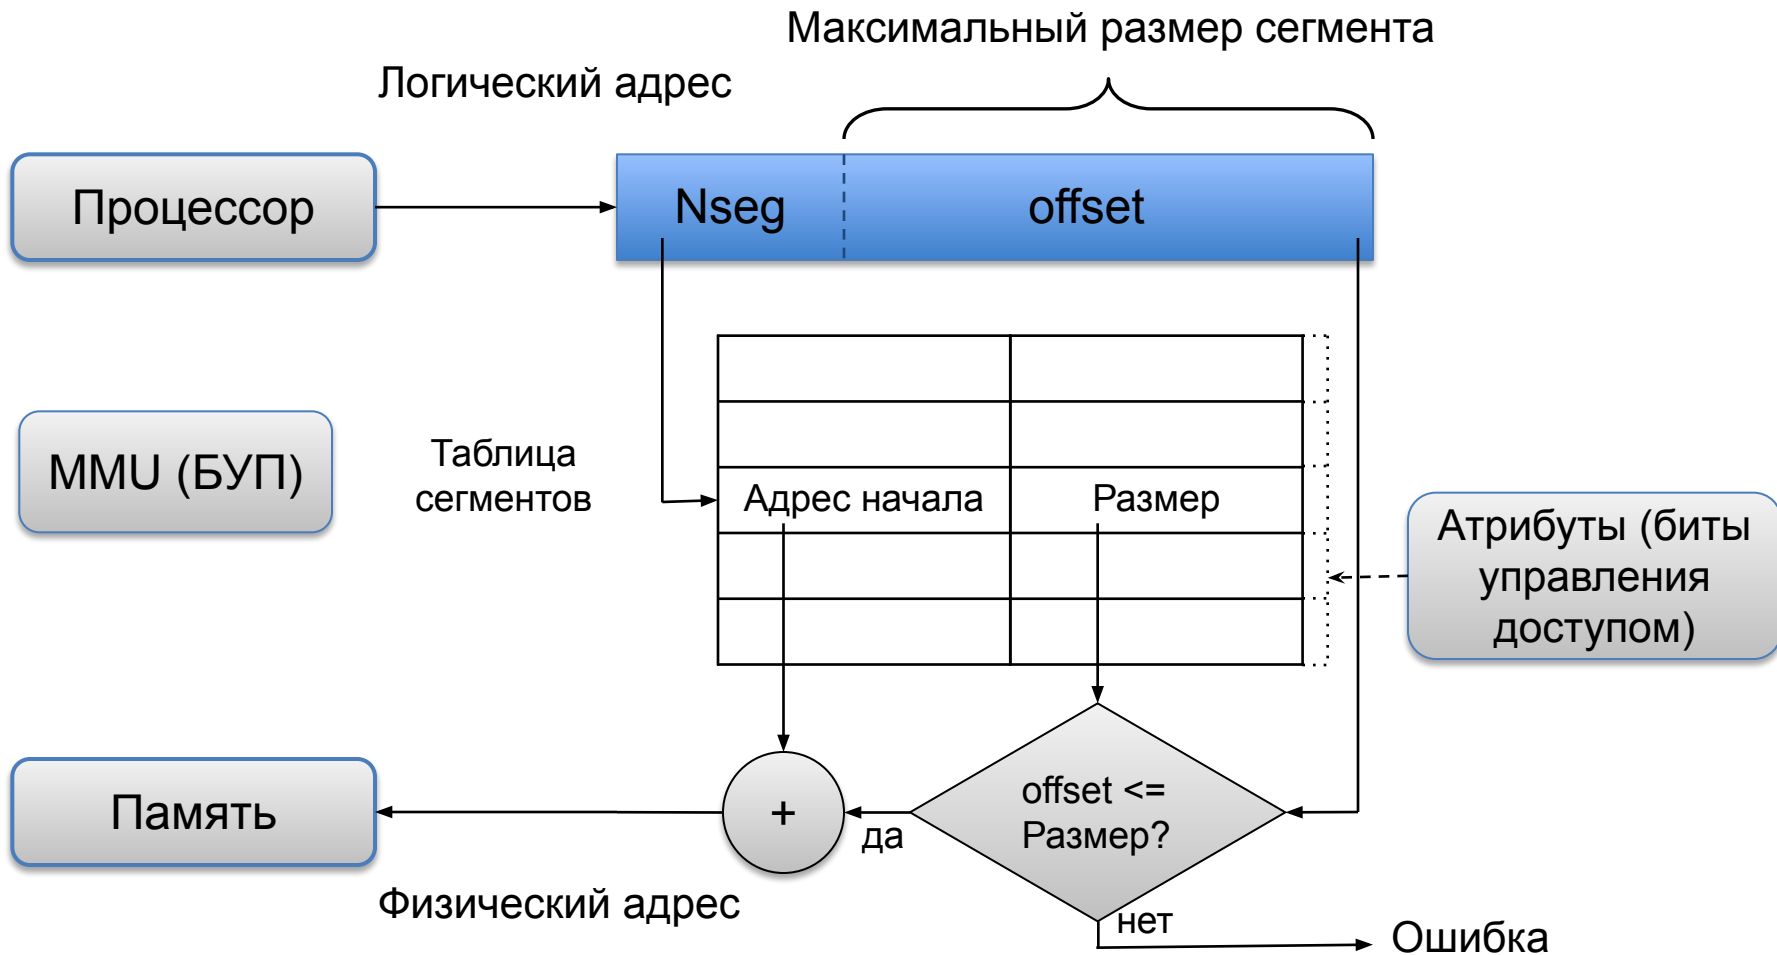 Максимальный размер сегмента
Логический адрес
Процессор
Nseg
offset
MMU (БУП)
Таблица
сегментов
Адрес начала
Размер
Атрибуты (биты
управления
доступом)
Память
+
да
offset <=
Размер?
Физический адрес
нет
Ошибка